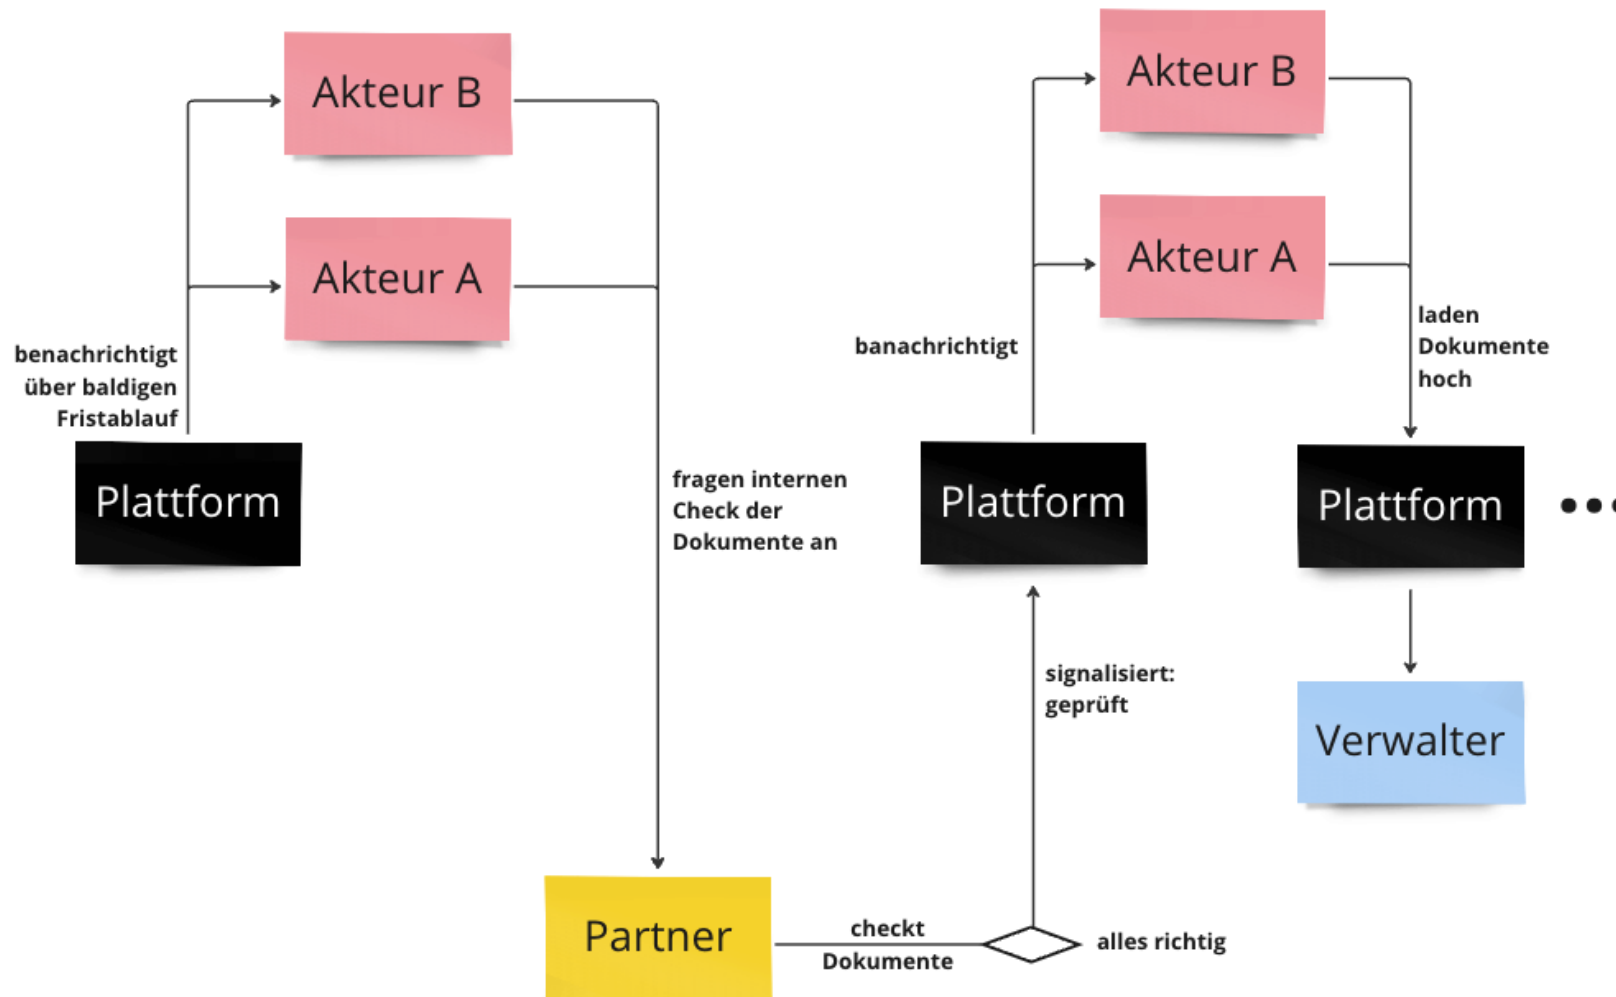 Akteur B
Akteur A
benachrichtigt
über baldigen
Fristablauf
Plattform
fragen internen
Check der
Dokumente an
Partner
checkt
Dokumente
alles richtig
signalisiert:
geprüft
Plattform
banachrichtigt
Akteur B
Akteur A
laden
Dokumente
hoch
Plattform
Verwalter